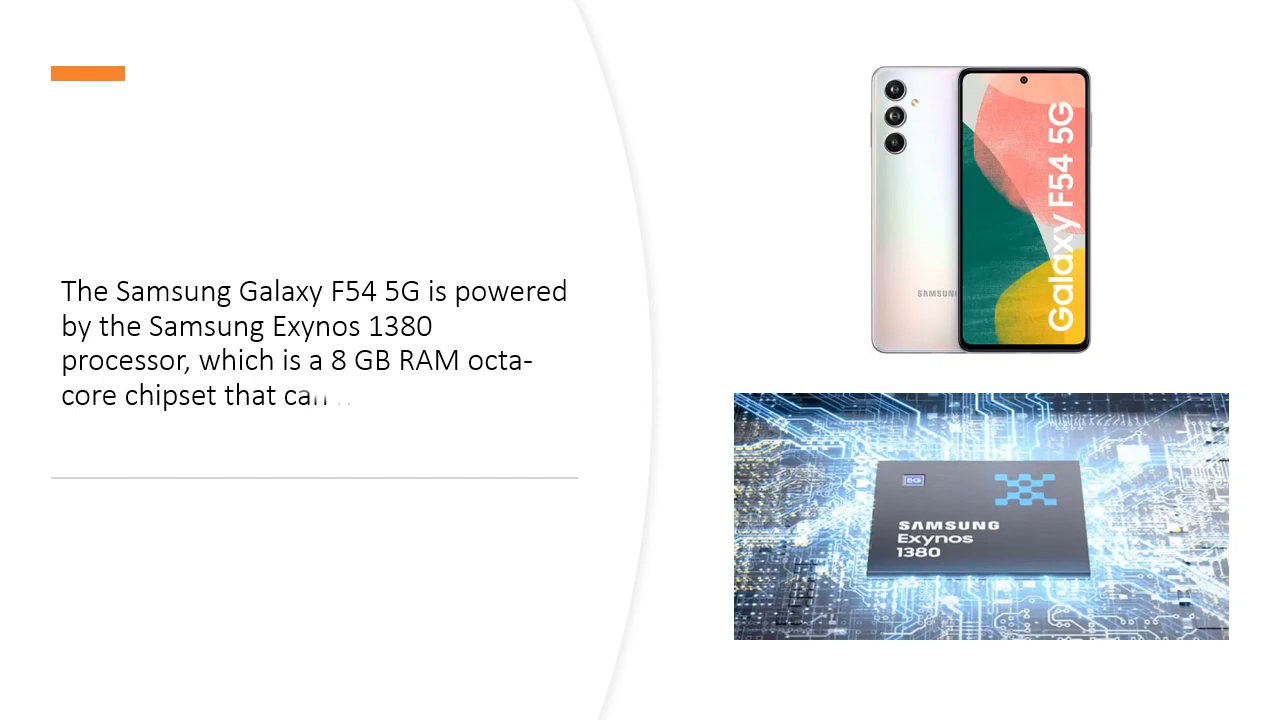 The Samsung Galaxy F54 5G is powered
by the Samsung Exynos 1380
processor, which is a 8 GB RAM octa-
core chipset that can
SAMSUNG
Galaxy F54 5G
5G
SAMSUNG
Exynos
1380